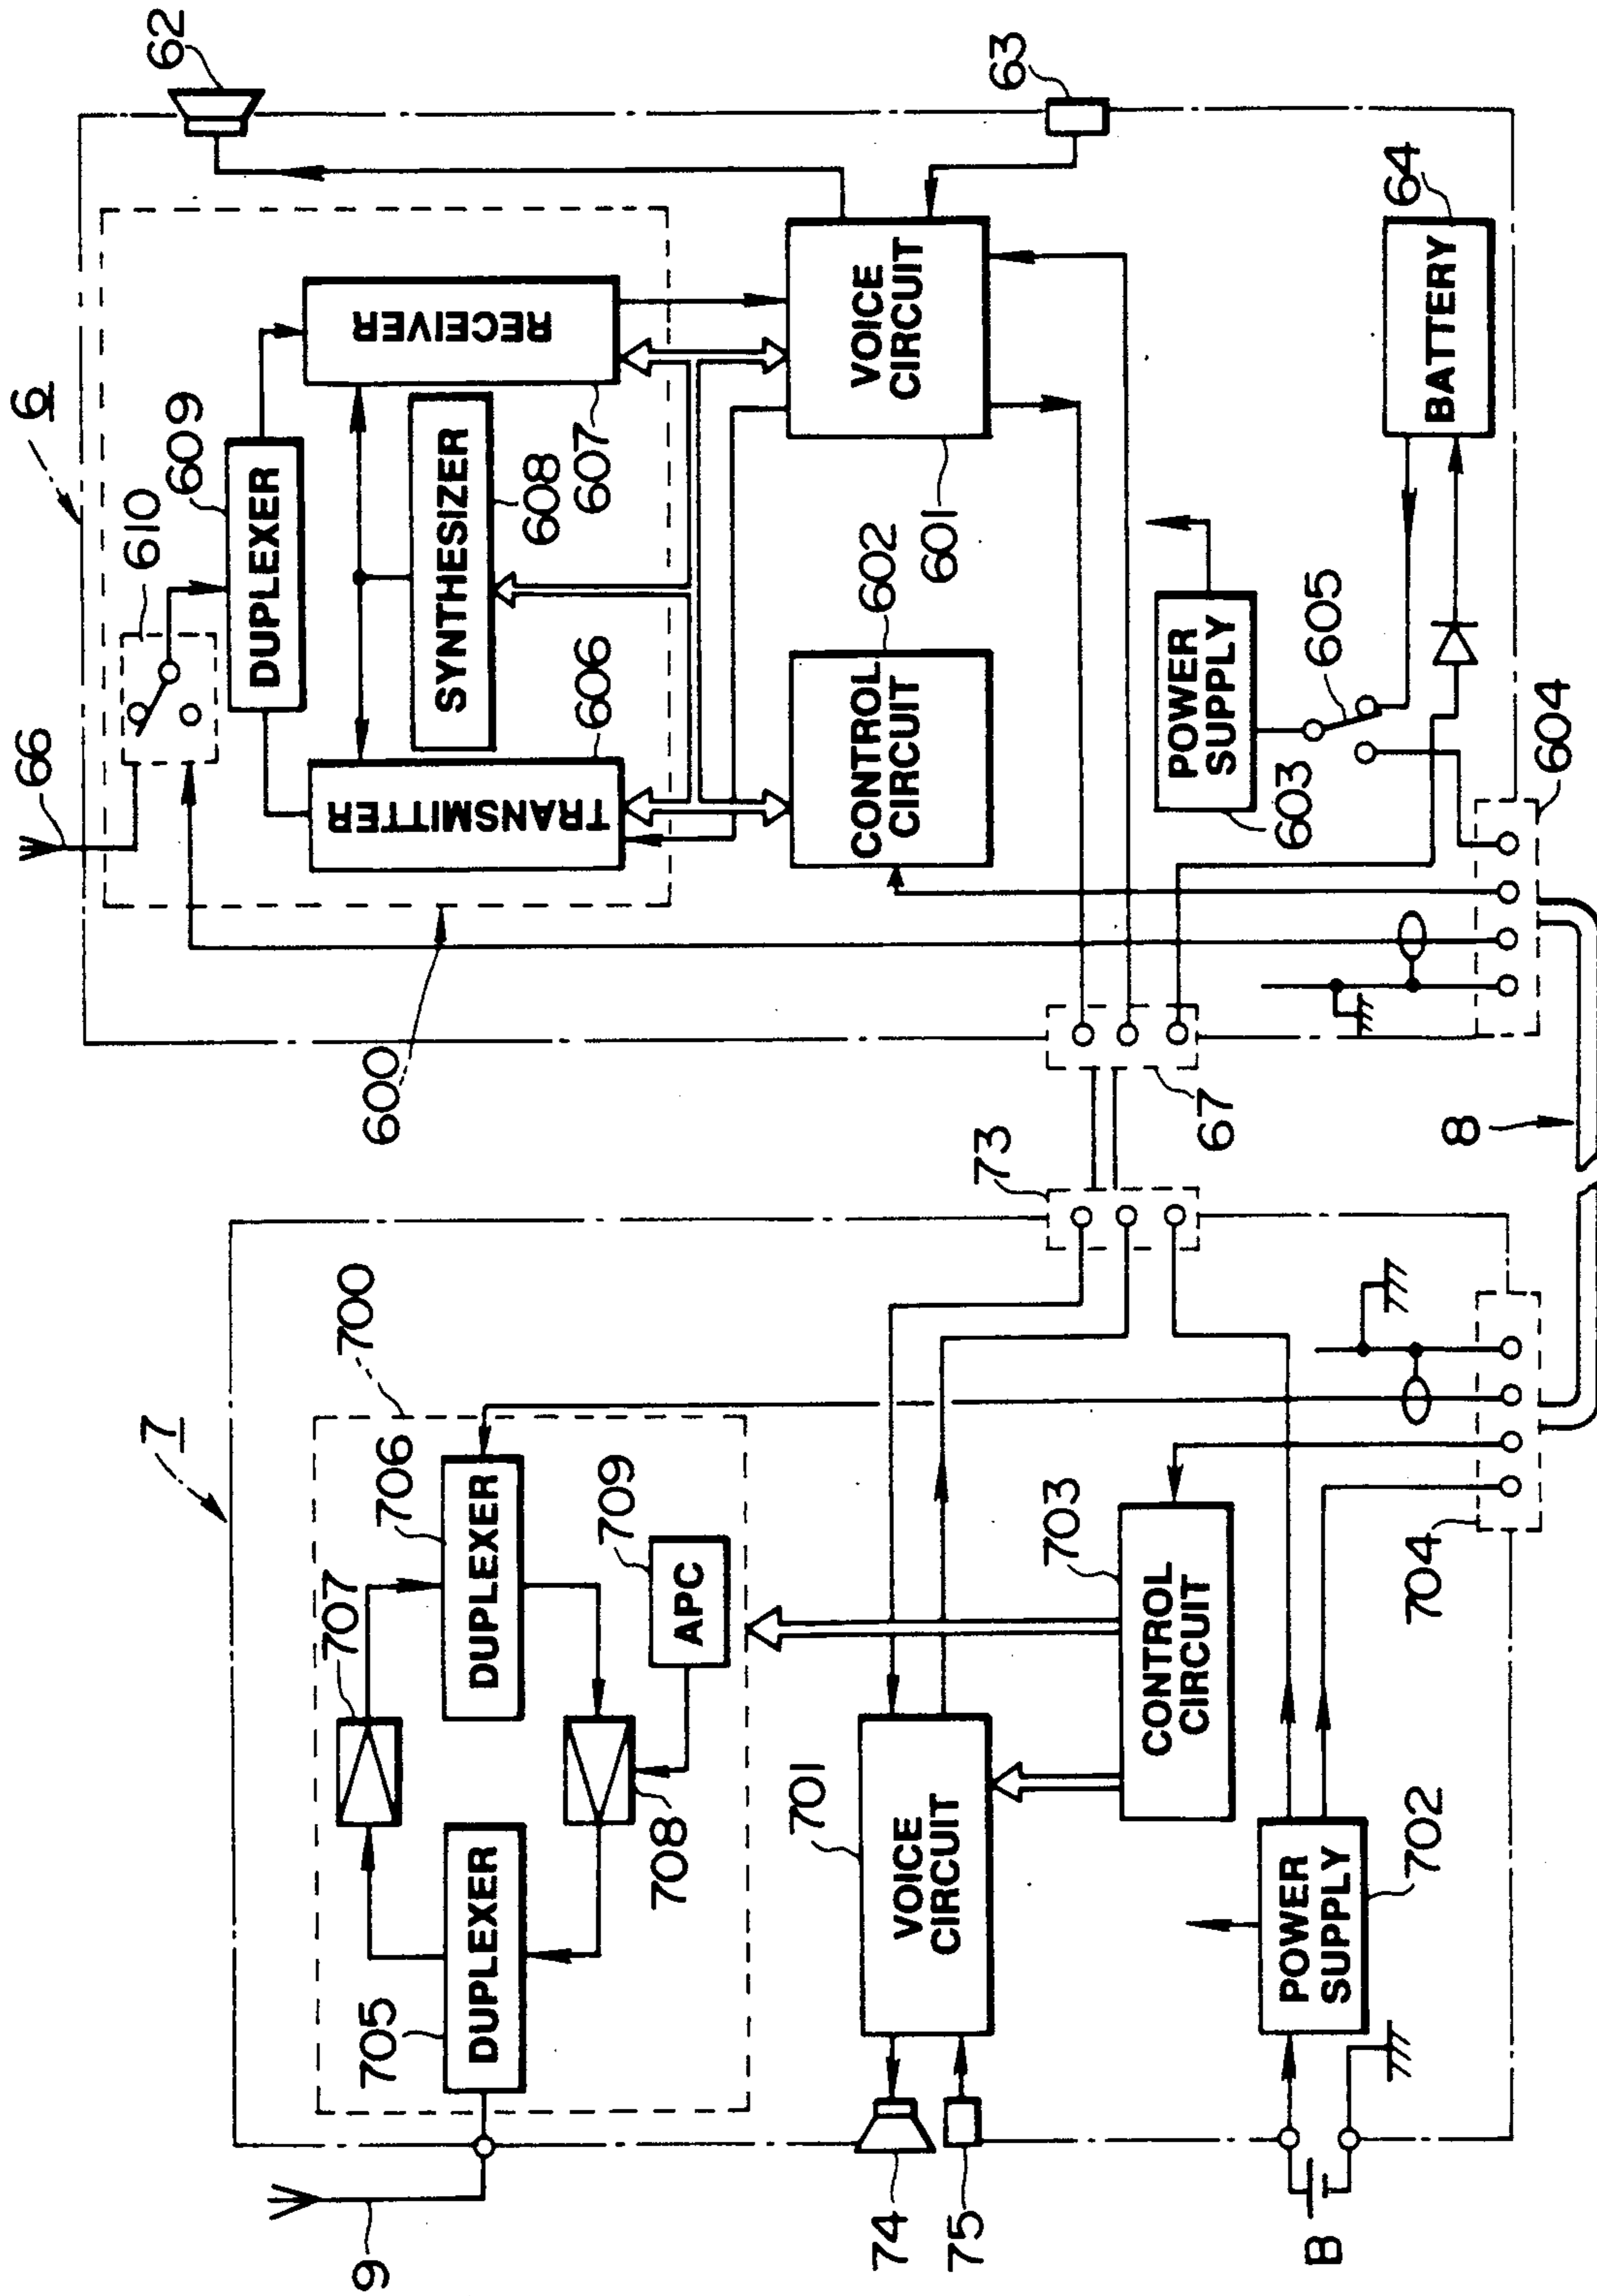 7
6
9
700
705
DUPLEXER
707
706
DUPLEXER
708
709
APC
701
VOICE
CIRCUIT
74
75
703
CONTROL
CIRCUIT
702
POWER
SUPPLY
B
704
73
67
8
600
66
610
609
DUPLEXER
TRANSMITTER
606
SYNTHESIZER
608
RECEIVER
607
62
602
CONTROL
CIRCUIT
601
VOICE
CIRCUIT
63
603
POWER
SUPPLY
605
64
BATTERY
604